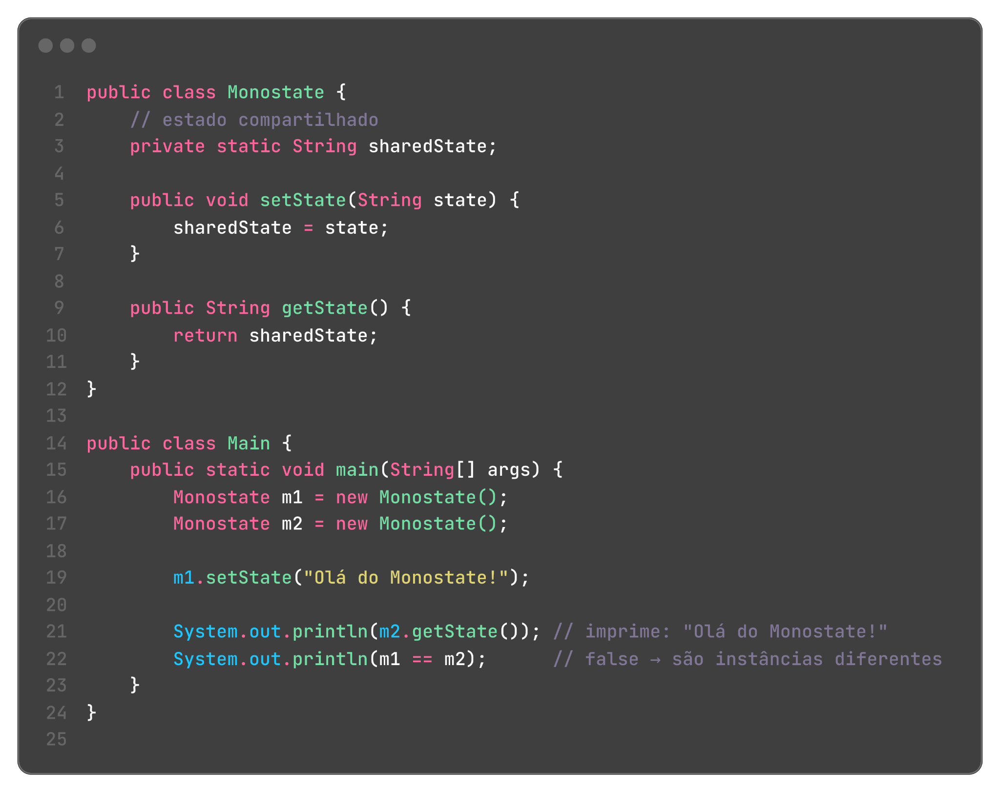 1 public class Monostate {
2     // estado compartilhado
3     private static String sharedState;
4
5     public void setState(String state) {
6         sharedState = state;
7     }
8
9     public String getState() {
10         return sharedState;
11     }
12 }
13
14 public class Main {
15     public static void main(String[] args) {
16         Monostate m1 = new Monostate();
17         Monostate m2 = new Monostate();
18
19         m1.setState("Olá do Monostate!");
20
21         System.out.println(m2.getState()); // imprime: "Olá do Monostate!"
22         System.out.println(m1 == m2);      // false → são instâncias diferentes
23     }
24 }
25